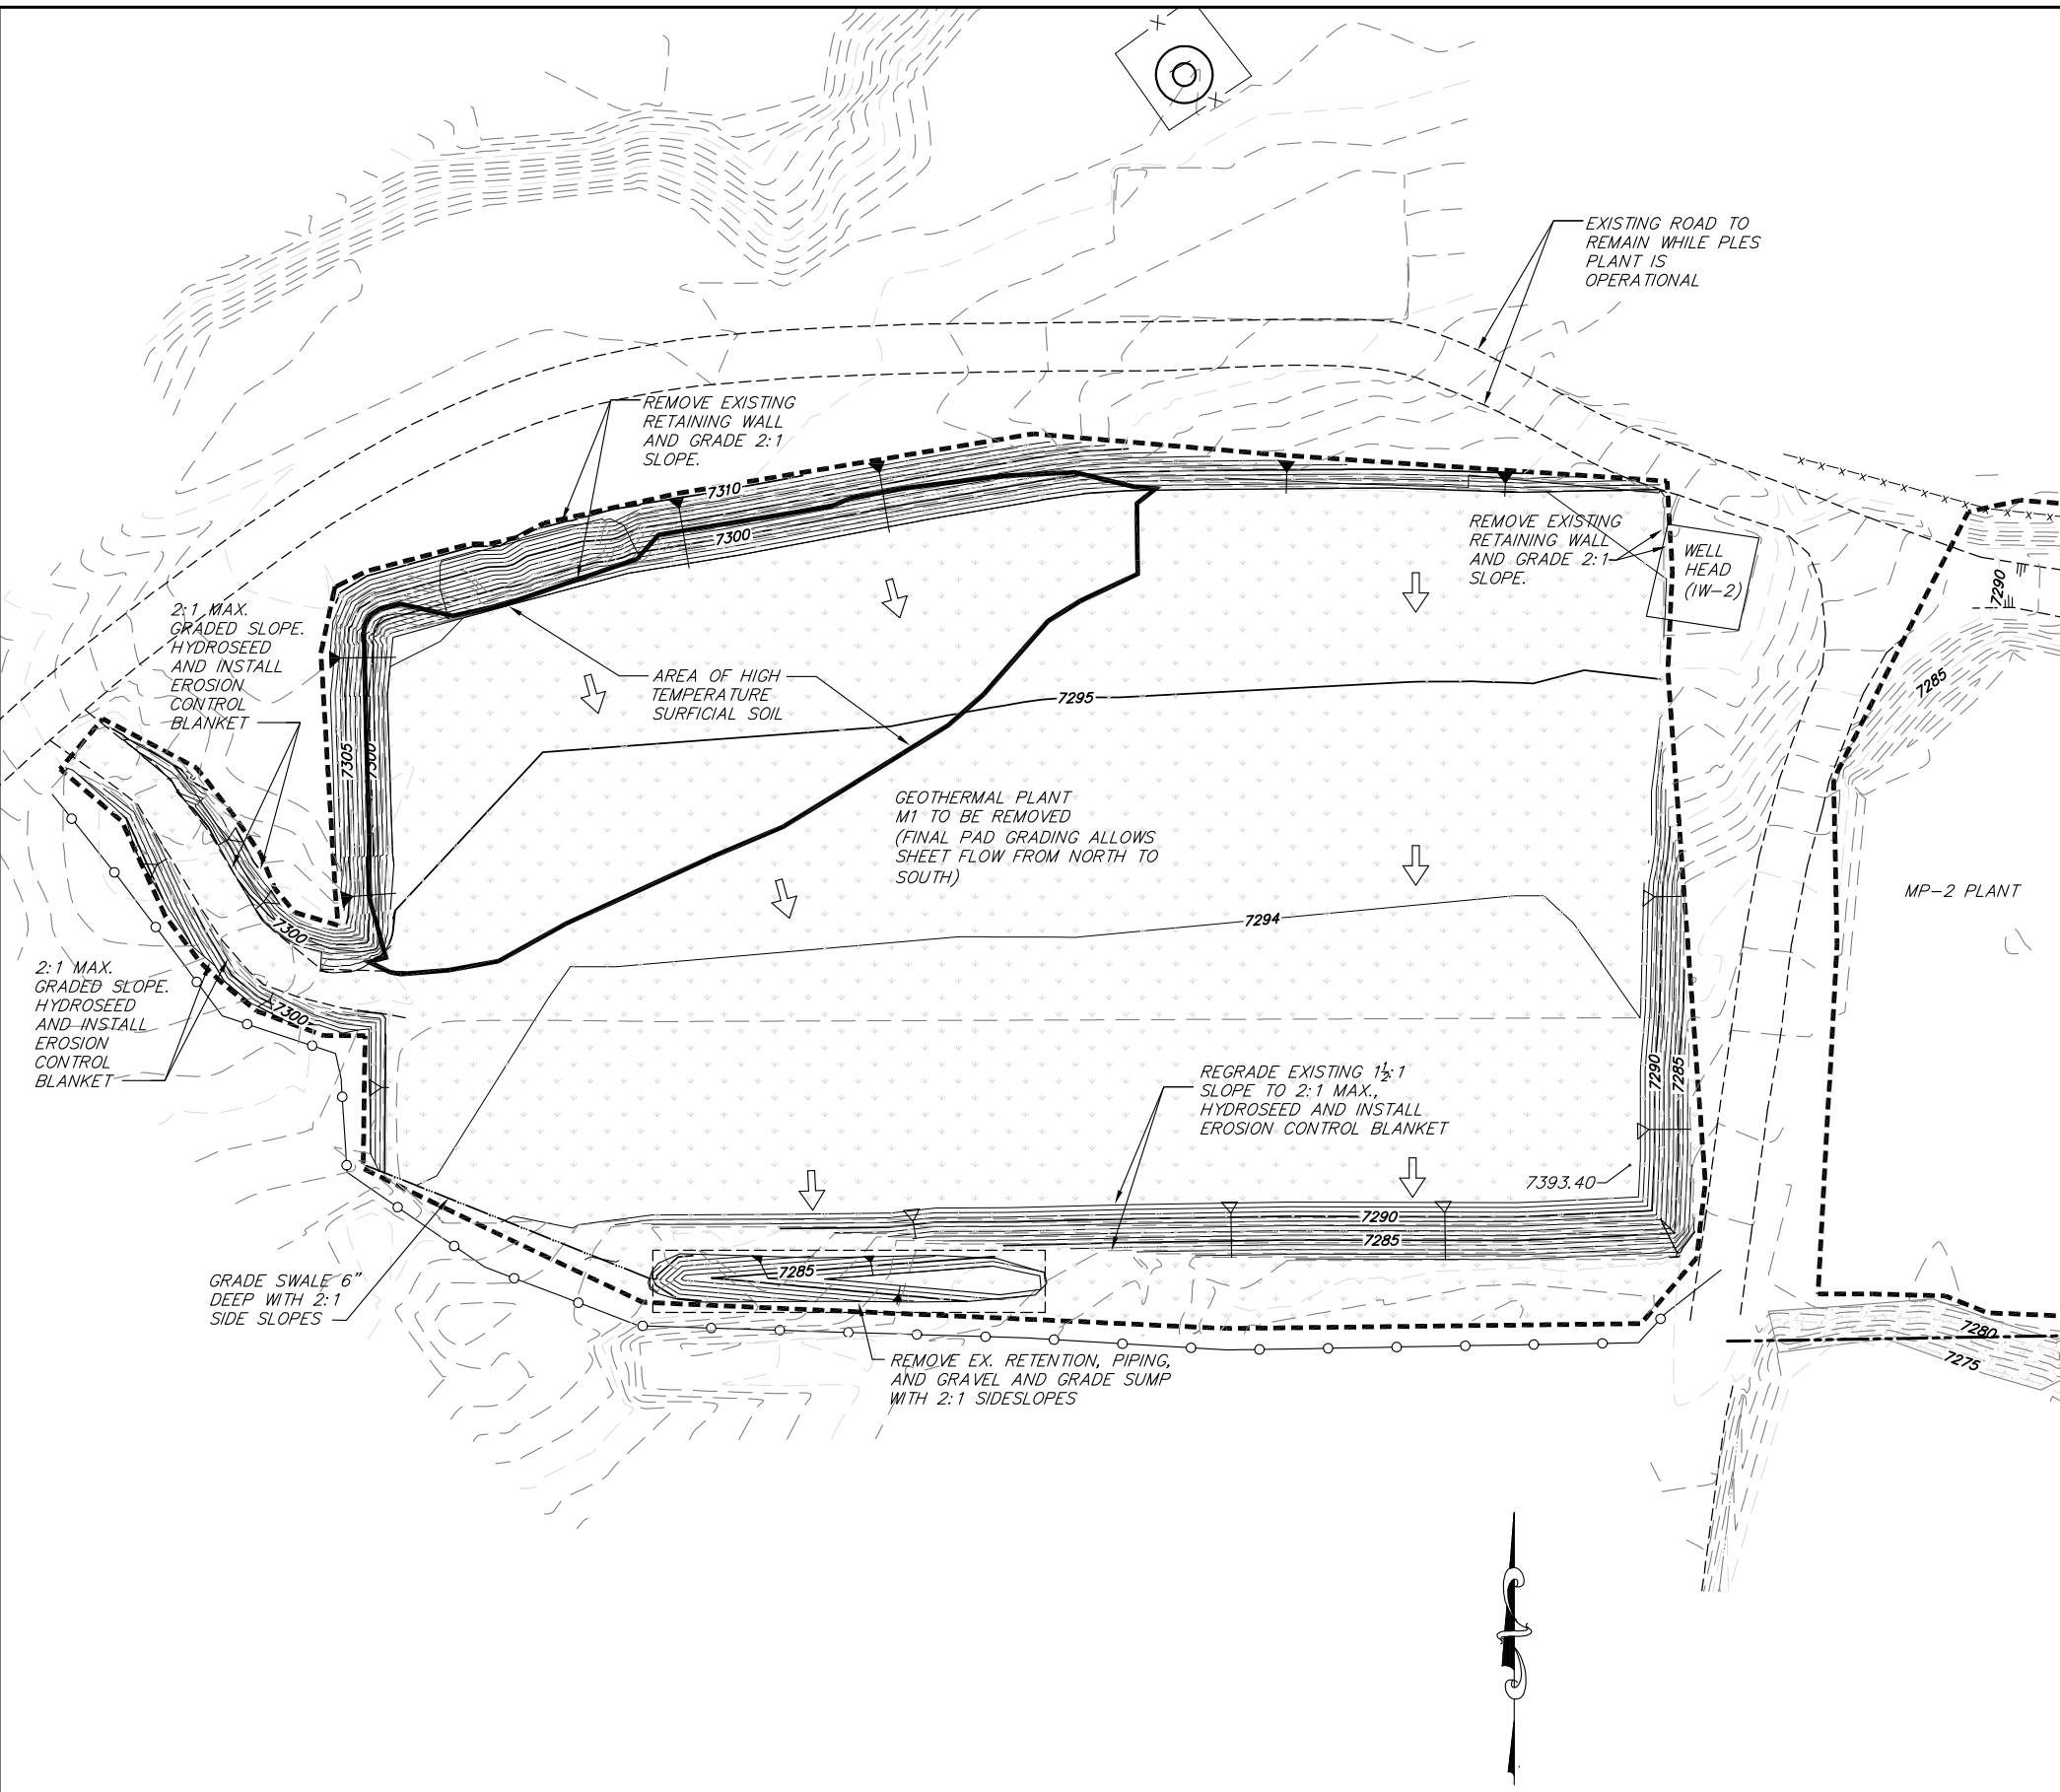 EXISTING ROAD TO
REMAIN WHILE PLES
PLANT IS
OPERATIONAL
REMOVE EXISTING
RETAINING WALL
AND GRADE 2:1
SLOPE.
7310
7300
REMOVE EXISTING
RETAINING WALL
AND GRADE 2:1
SLOPE.
WELL
HEAD
(IW-2)
7290
2:1 MAX.
GRADED SLOPE.
HYDROSEED
AND INSTALL
EROSION
CONTROL
BLANKET
AREA OF HIGH
TEMPERATURE
SURFICIAL SOIL
7295
7285
7305
7300
GEOTHERMAL PLANT
M1 TO BE REMOVED
(FINAL PAD GRADING ALLOWS
SHEET FLOW FROM NORTH TO
SOUTH)
MP-2 PLANT
7294
7300
2:1 MAX.
GRADED SLOPE.
HYDROSEED
AND INSTALL
EROSION
CONTROL
BLANKET
7300
REGRADE EXISTING 1½:1
SLOPE TO 2:1 MAX.,
HYDROSEED AND INSTALL
EROSION CONTROL BLANKET
7290
7285
7393.40
7290
7285
7285
GRADE SWALE 6"
DEEP WITH 2:1
SIDE SLOPES
REMOVE EX. RETENTION, PIPING,
AND GRAVEL AND GRADE SUMP
WITH 2:1 SIDESLOPES
7280
7275